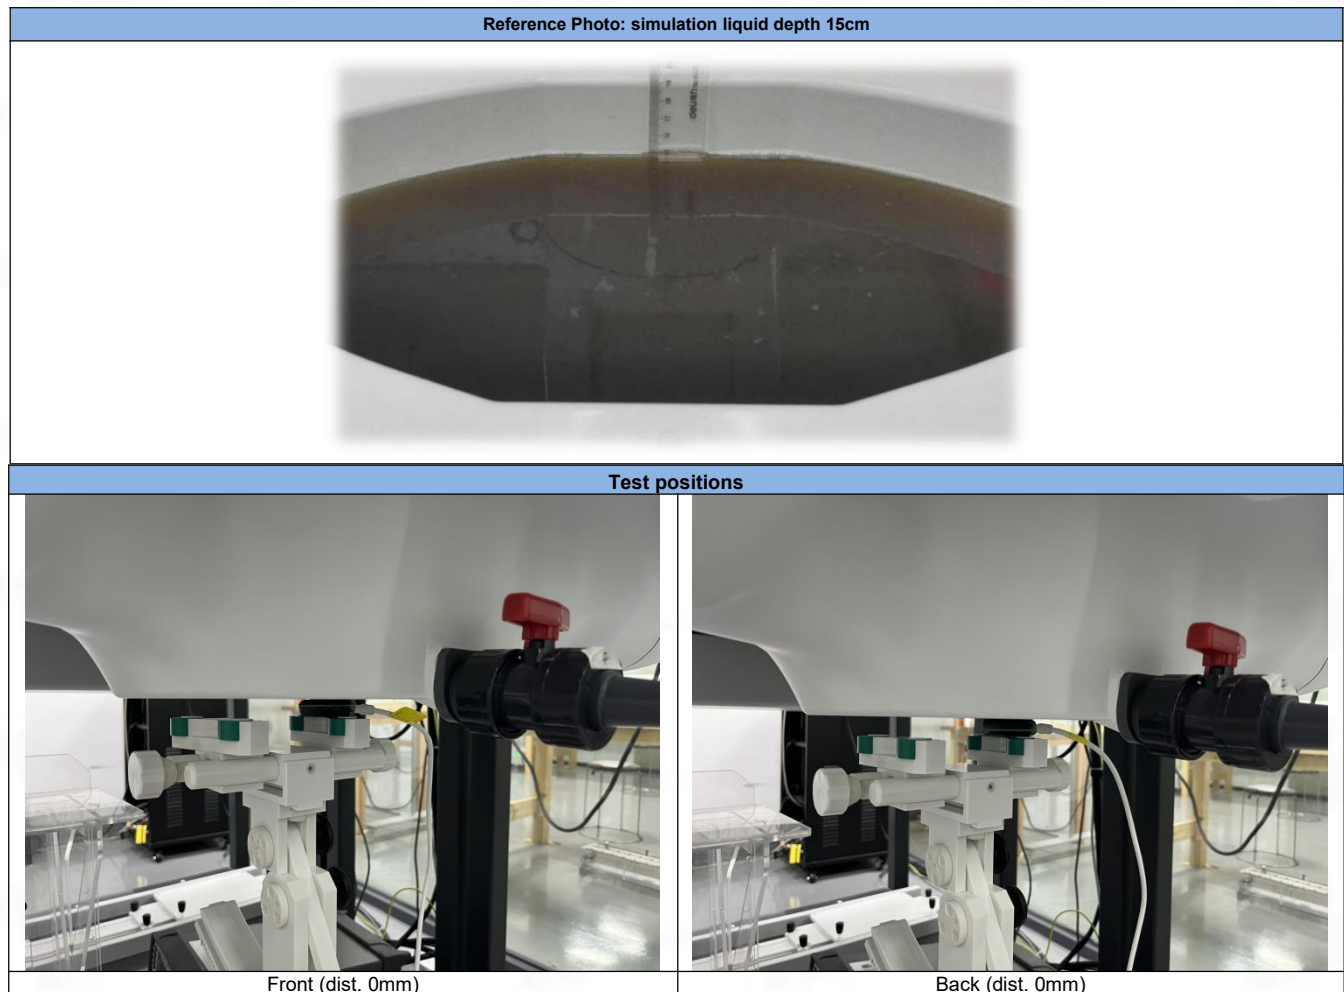 Reference Photo: simulation liquid depth 15cm
Test positions
Front (dist. 0mm)
Back (dist. 0mm)